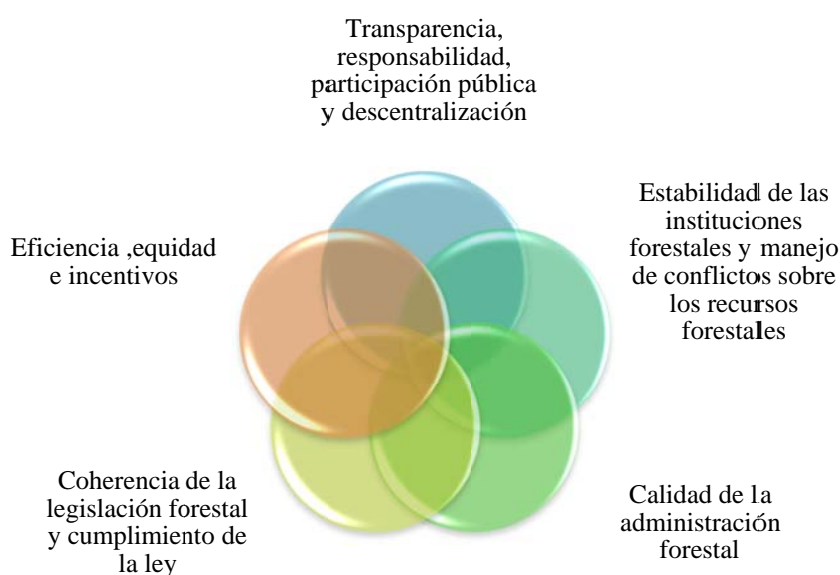 Transparencia,
responsabilidad,
participación pública
y descentralización
Estabilidad de las
instituciones
forestales y manejo
de conflictos sobre
los recursos
forestales
Calidad de la
administración
forestal
Coherencia de la
legislación forestal
y cumplimiento de
la ley
Eficiencia ,equidad
e incentivos